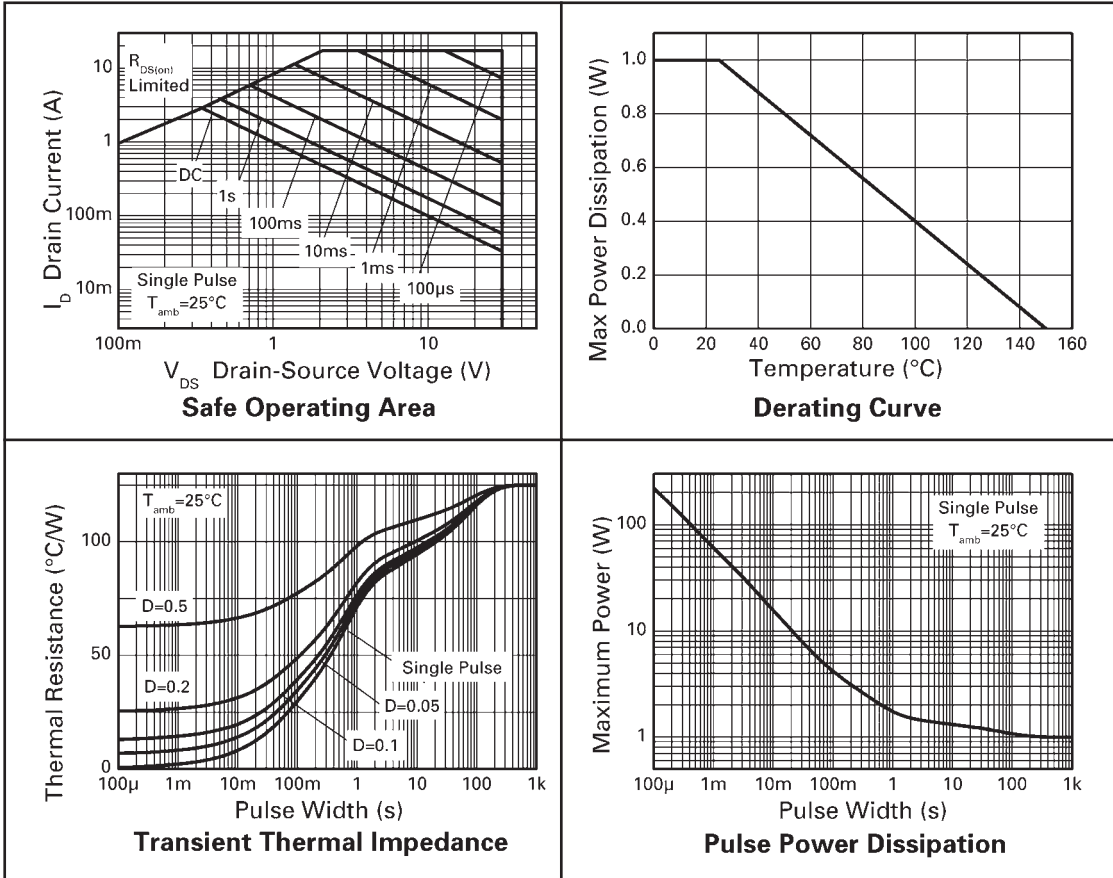 I_D Drain Current (A)
10
1
100m
10m
R_DS(on)
Limited
DC
1s
100ms
10ms
1ms
100µs
Single Pulse
T_amb=25°C
100m
1
10
V_DS Drain-Source Voltage (V)
Safe Operating Area
Max Power Dissipation (W)
1.0
0.8
0.6
0.4
0.2
0.0
0
20
40
60
80
100
120
140
160
Temperature (°C)
Derating Curve
Thermal Resistance (°C/W)
T_amb=25°C
100
50
0
D=0.5
D=0.2
Single Pulse
D=0.05
D=0.1
100µ
1m
10m
100m
1
10
100
1k
Pulse Width (s)
Transient Thermal Impedance
Maximum Power (W)
100
10
1
Single Pulse
T_amb=25°C
100µ
1m
10m
100m
1
10
100
1k
Pulse Width (s)
Pulse Power Dissipation